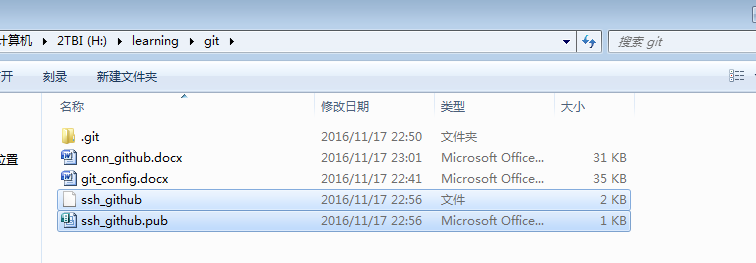 计算机 ▸ 2TBI (H:) ▸ learning ▸ git ▸ 搜索 git
打开 刻录 新建文件夹
名称 修改日期 类型 大小
.git 2016/11/17 22:50 文件夹
位置
conn_github.docx 2016/11/17 23:01 Microsoft Office... 31 KB
git_config.docx 2016/11/17 22:41 Microsoft Office... 35 KB
ssh_github 2016/11/17 22:56 文件 2 KB
ssh_github.pub 2016/11/17 22:56 Microsoft Office... 1 KB